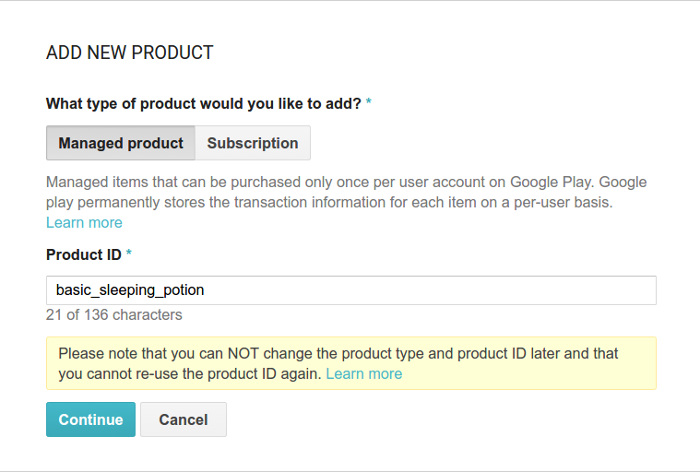 ADD NEW PRODUCT
What type of product would you like to add? *
Managed product Subscription
Managed items that can be purchased only once per user account on Google Play. Google
play permanently stores the transaction information for each item on a per-user basis.
Learn more
Product ID *
basic_sleeping_potion
21 of 136 characters
Please note that you can NOT change the product type and product ID later and that
you cannot re-use the product ID again. Learn more
Continue Cancel